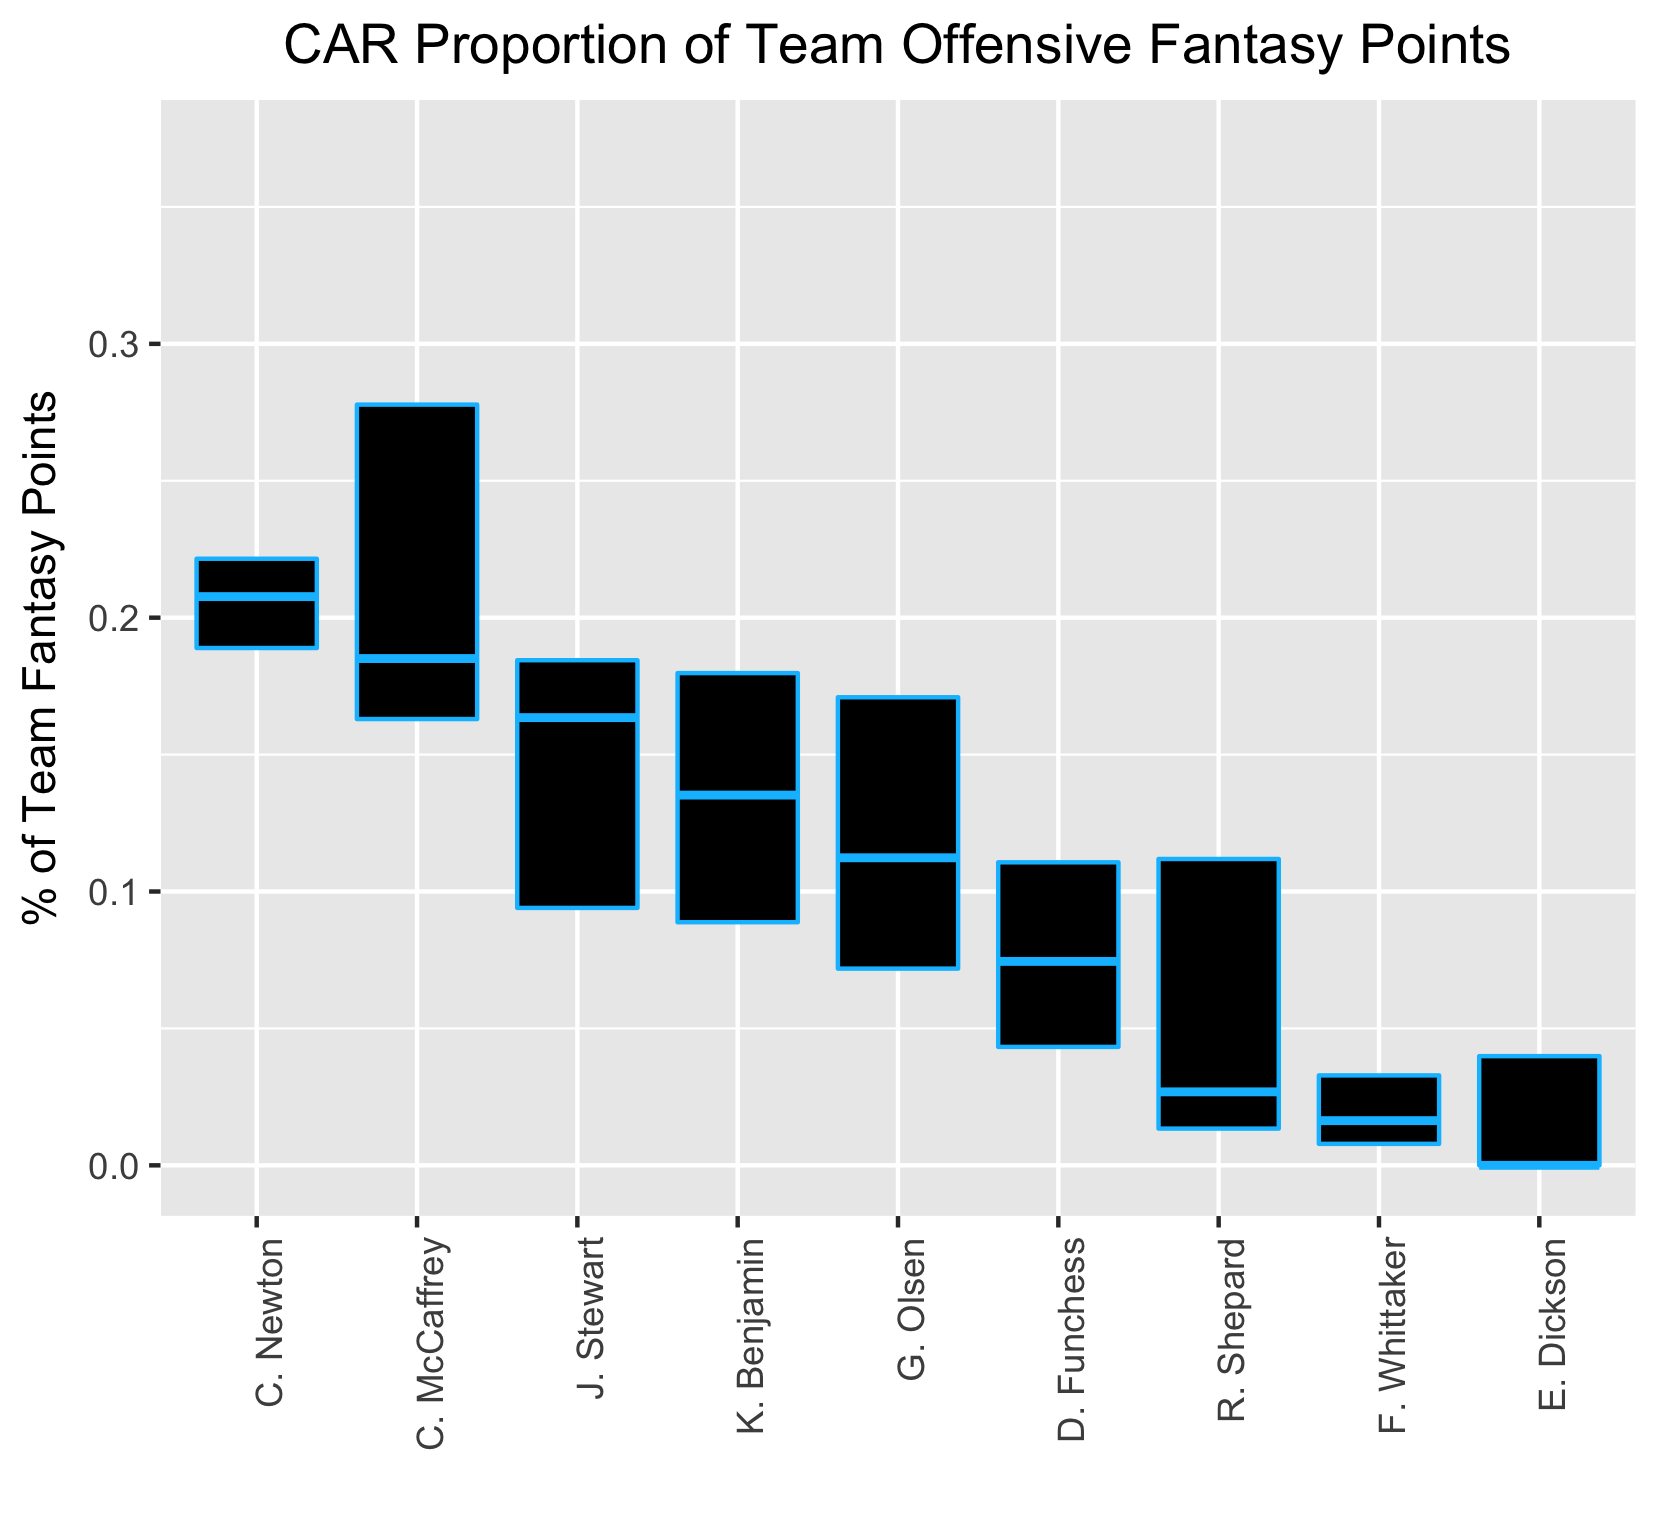 CAR Proportion of Team Offensive Fantasy Points
% of Team Fantasy Points
0.3
0.2
0.1
0.0
C. Newton
C. McCaffrey
J. Stewart
K. Benjamin
G. Olsen
D. Funchess
R. Shepard
F. Whittaker
E. Dickson